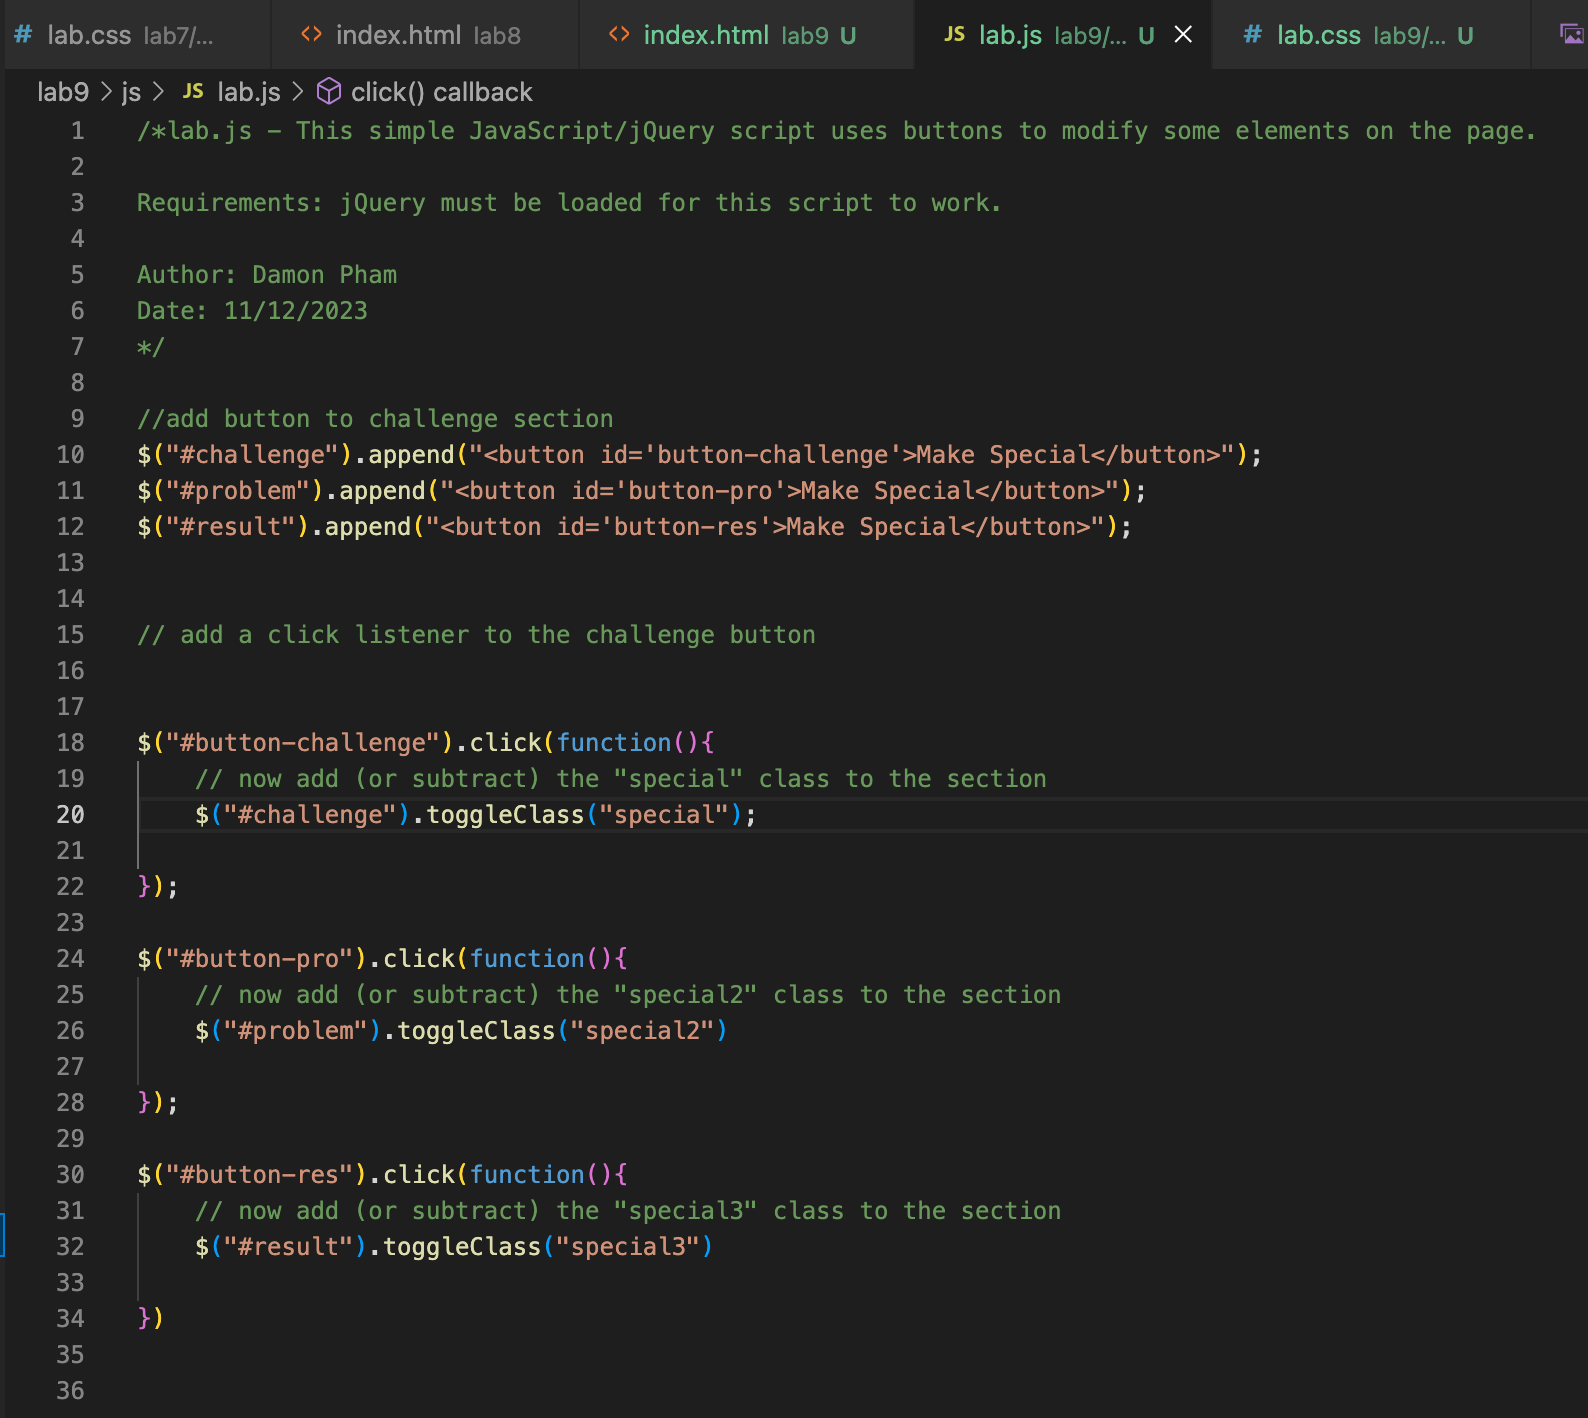 # lab.css lab7/... <> index.html lab8 <> index.html lab9 U JS lab.js lab9/... U × # lab.css lab9/... U
lab9 > js > JS lab.js > click() callback
1 /*lab.js - This simple JavaScript/jQuery script uses buttons to modify some elements on the page.
2
3 Requirements: jQuery must be loaded for this script to work.
4
5 Author: Damon Pham
6 Date: 11/12/2023
7 */
8
9 //add button to challenge section
10 $("#challenge").append("<button id='button-challenge'>Make Special</button>");
11 $("#problem").append("<button id='button-pro'>Make Special</button>");
12 $("#result").append("<button id='button-res'>Make Special</button>");
13
14
15 // add a click listener to the challenge button
16
17
18 $("#button-challenge").click(function(){
19     // now add (or subtract) the "special" class to the section
20     $("#challenge").toggleClass("special");
21
22 });
23
24 $("#button-pro").click(function(){
25     // now add (or subtract) the "special2" class to the section
26     $("#problem").toggleClass("special2")
27
28 });
29
30 $("#button-res").click(function(){
31     // now add (or subtract) the "special3" class to the section
32     $("#result").toggleClass("special3")
33
34 })
35
36